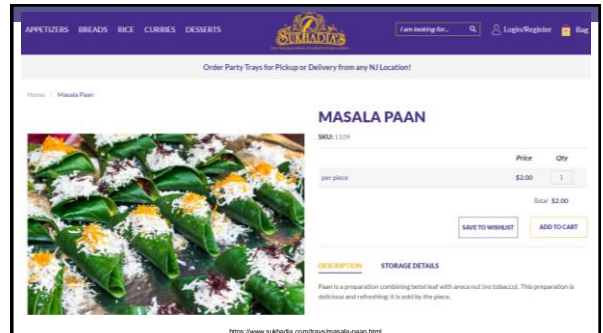 APPETIZERS BREADS RICE CURRIES DESSERTS
SUKHADIA'S
I am looking for...
Login/Register
Bag
Order Party Trays for Pickup or Delivery from any NJ Location!
Home / Masala Paan
MASALA PAAN
SKU: 1109
Price Qty
per piece $2.00 1
Total $2.00
SAVE TO WISHLIST ADD TO CART
DESCRIPTION STORAGE DETAILS
Paan is a preparation combining betel leaf with areca nut (no tobacco). This preparation is
delicious and refreshing; it is sold by the piece.
https://www.sukhadia.com/trays/masala-paan.html